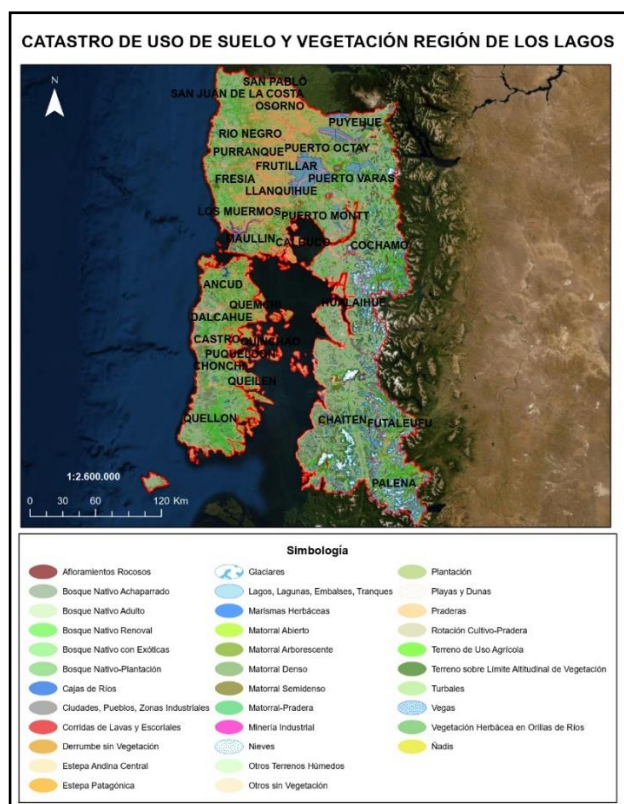 CATASTRO DE USO DE SUELO Y VEGETACIÓN REGIÓN DE LOS LAGOS
N
SAN PABLO
SAN JUAN DE LA COSTA
OSORNO
PUYEHUE
RIO NEGRO
PURRANQUE
PUERTO OCTAY
FRUTILLAR
FRESIA
PUERTO VARAS
LLANQUIHUE
LOS MUERMOS
PUERTO MONTT
MAULLIN
CALBUCO
COCHAMO
ANCUD
QUEMCHI
HUALAIHUE
DALCAHUE
CASTRO
QUINCHAO
PUQUELDON
CHONCHI
QUEILEN
QUELLON
CHAITEN
FUTALEUFU
PALENA
1:2.600.000
0 30 60 120 Km
Simbología
Afloramientos Rocosos
Bosque Nativo Achaparrado
Bosque Nativo Adulto
Bosque Nativo Renoval
Bosque Nativo con Exóticas
Bosque Nativo-Plantación
Cajas de Ríos
Ciudades, Pueblos, Zonas Industriales
Corridas de Lavas y Escoriales
Derrumbe sin Vegetación
Estepa Andina Central
Estepa Patagónica
Glaciares
Lagos, Lagunas, Embalses, Tranques
Marismas Herbáceas
Matorral Abierto
Matorral Arborescente
Matorral Denso
Matorral Semidenso
Matorral-Pradera
Minería Industrial
Nieves
Otros Terrenos Húmedos
Otros sin Vegetación
Plantación
Playas y Dunas
Praderas
Rotación Cultivo-Pradera
Terreno de Uso Agrícola
Terreno sobre Límite Altitudinal de Vegetación
Turbales
Vegas
Vegetación Herbácea en Orillas de Ríos
Ñadis